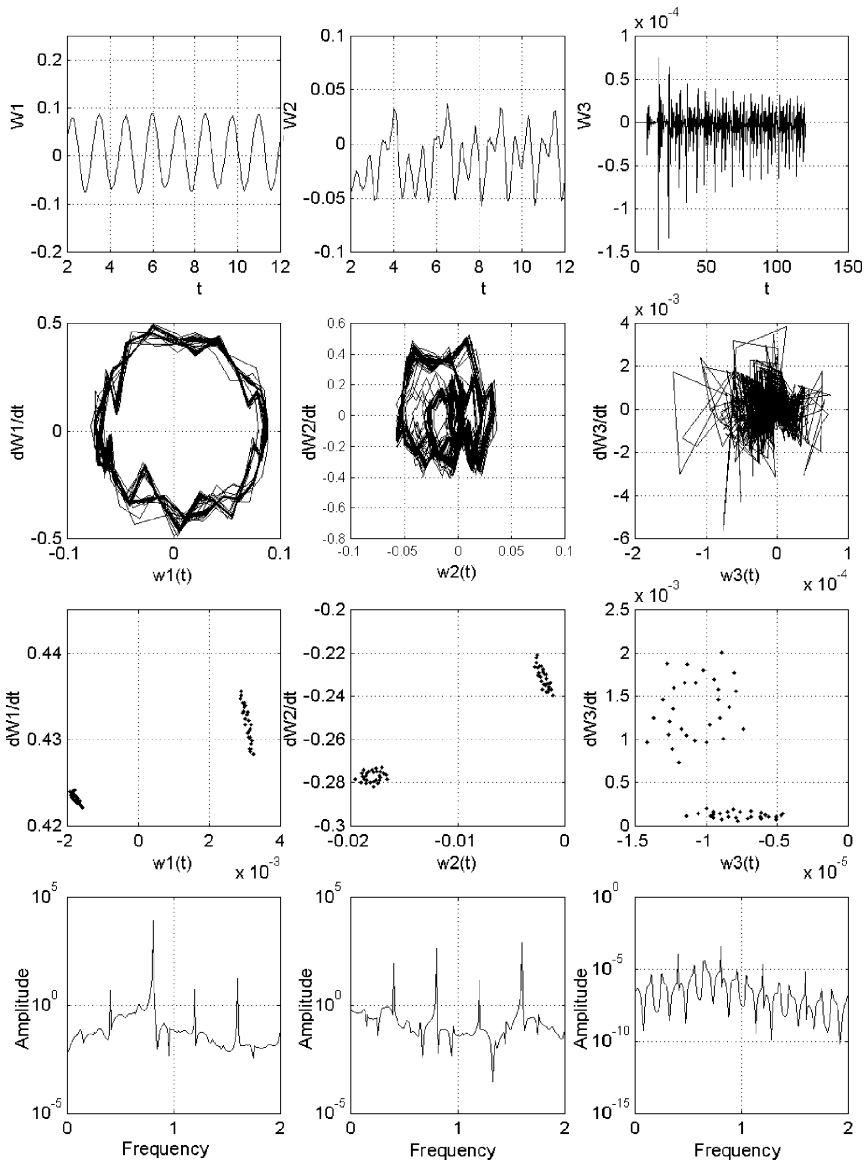 x 10^-4
0.2
0.1
0
-0.1
-0.2
W1
2 4 6 8 10 12
t
0.1
0.05
0
-0.05
-0.1
W2
2 4 6 8 10 12
t
1
0.5
0
-0.5
-1
-1.5
W3
0 50 100 150
t
0.5
0
-0.5
dW1/dt
-0.1 0 0.1
w1(t)
0.6
0.4
0.2
0
-0.2
-0.4
-0.6
-0.8
dW2/dt
-0.1 -0.05 0 0.05 0.1
w2(t)
x 10^-3
4
2
0
-2
-4
-6
dW3/dt
-2 -1 0 1
w3(t)
x 10^-4
0.44
0.43
0.42
dW1/dt
-2 0 2 4
w1(t)
x 10^-3
-0.2
-0.22
-0.24
-0.26
-0.28
-0.3
dW2/dt
-0.02 -0.01 0
w2(t)
x 10^-3
2.5
2
1.5
1
0.5
0
dW3/dt
-1.5 -1 -0.5 0
w3(t)
x 10^-5
10^5
10^0
10^-5
Amplitude
0 1 2
Frequency
10^5
10^0
10^-5
Amplitude
0 1 2
Frequency
10^0
10^-5
10^-10
10^-15
Amplitude
0 1 2
Frequency